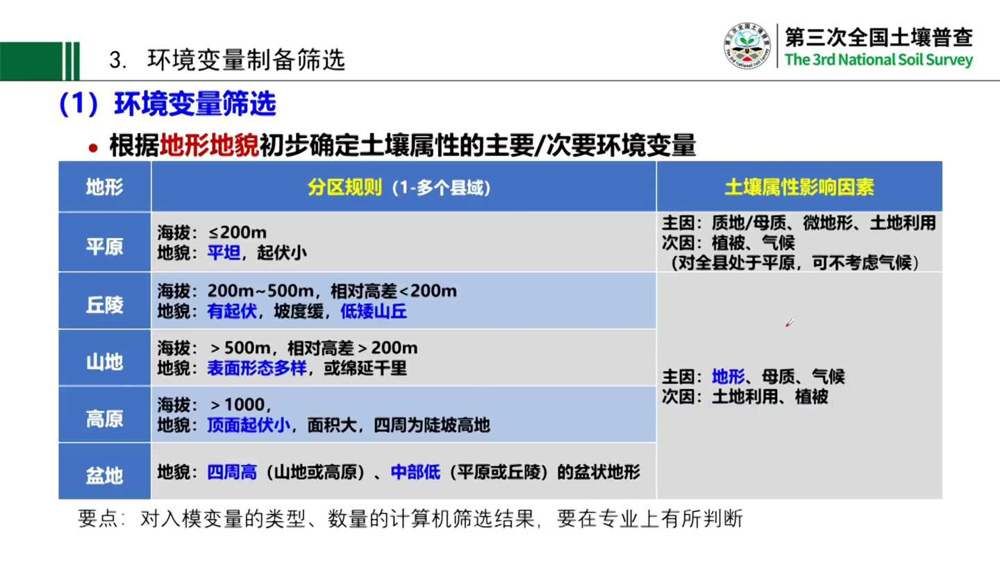 第三次全国土壤普查
The 3rd National Soil Survey
3. 环境变量制备筛选
（1）环境变量筛选
• 根据地形地貌初步确定土壤属性的主要/次要环境变量
地形
分区规则（1-多个县域）
土壤属性影响因素
平原
海拔：≤200m
地貌：平坦，起伏小
主因：质地/母质、微地形、土地利用
次因：植被、气候
（对全县处于平原，可不考虑气候）
丘陵
海拔：200m~500m，相对高差<200m
地貌：有起伏，坡度缓，低矮山丘
山地
海拔：＞500m，相对高差＞200m
地貌：表面形态多样，或绵延千里
高原
海拔：＞1000，
地貌：顶面起伏小，面积大，四周为陡坡高地
主因：地形、母质、气候
次因：土地利用、植被
盆地
地貌：四周高（山地或高原）、中部低（平原或丘陵）的盆状地形
要点：对入模变量的类型、数量的计算机筛选结果，要在专业上有所判断